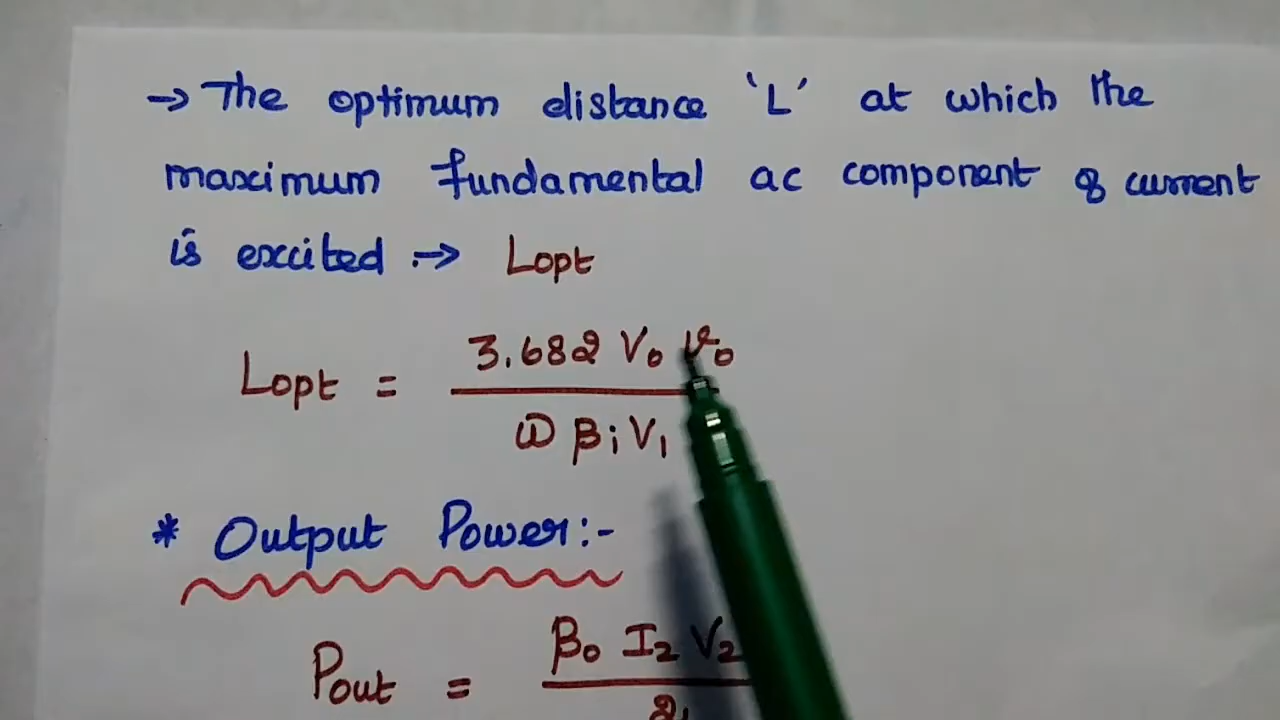 → The optimum distance 'L' at which the
maximum fundamental ac component of current
is excited .→ Lopt
Lopt = 3.682 V₀ v₀ / ω βᵢ V₁
* Output Power:-
Pout = β₀ I₂ V₂ / 2